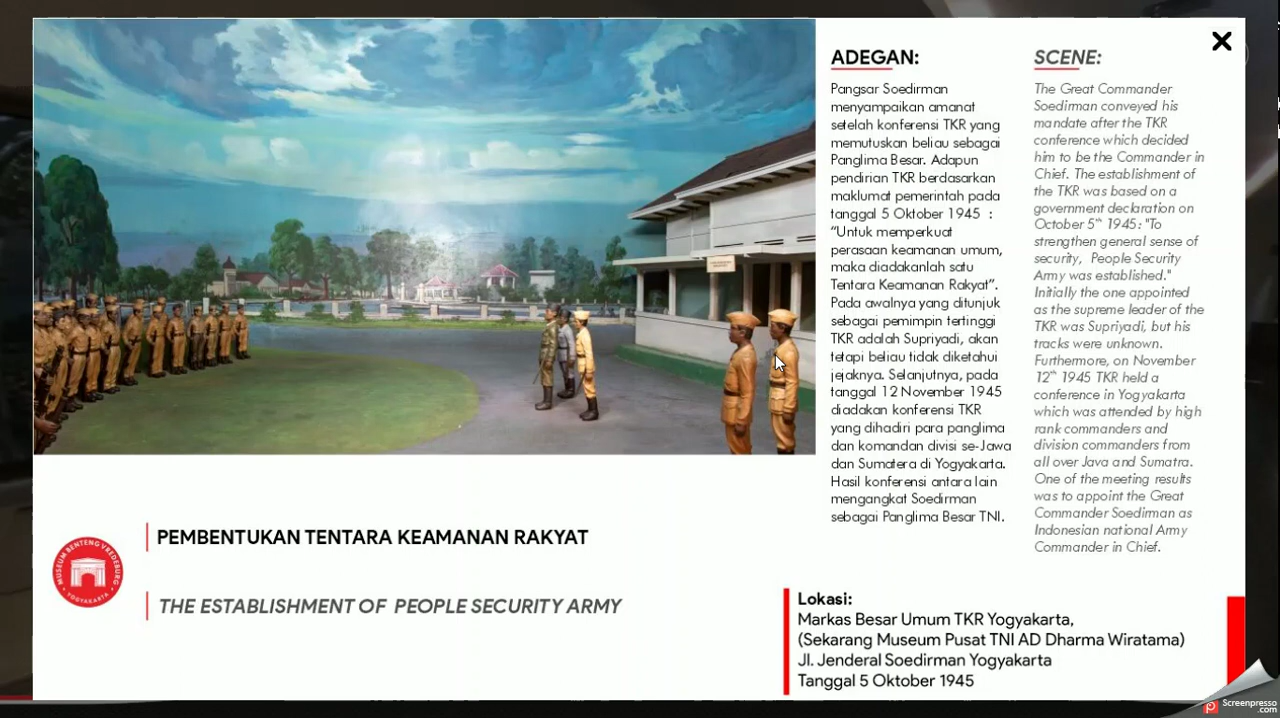 ADEGAN:
Pangsar Soedirman
menyampaikan amanat
setelah konferensi TKR yang
memutuskan beliau sebagai
Panglima Besar. Adapun
pendirian TKR berdasarkan
maklumat pemerintah pada
tanggal 5 Oktober 1945 :
“Untuk memperkuat
perasaan keamanan umum,
maka diadakanlah satu
Tentara Keamanan Rakyat”.
Pada awalnya yang ditunjuk
sebagai pemimpin tertinggi
TKR adalah Supriyadi, akan
tetapi beliau tidak diketahui
jejaknya. Selanjutnya, pada
tanggal 12 November 1945
diadakan konferensi TKR
yang dihadiri para panglima
dan komandan divisi se-Jawa
dan Sumatera di Yogyakarta.
Hasil konferensi antara lain
mengangkat Soedirman
sebagai Panglima Besar TNI.
SCENE:
The Great Commander
Soedirman conveyed his
mandate after the TKR
conference which decided
him to be the Commander in
Chief. The establishment of
the TKR was based on a
government declaration on
October 5th 1945: "To
strengthen general sense of
security, People Security
Army was established."
Initially the one appointed
as the supreme leader of the
TKR was Supriyadi, but his
tracks were unknown.
Furthermore, on November
12th 1945 TKR held a
conference in Yogyakarta
which was attended by high
rank commanders and
division commanders from
all over Java and Sumatra.
One of the meeting results
was to appoint the Great
Commander Soedirman as
Indonesian national Army
Commander in Chief.
PEMBENTUKAN TENTARA KEAMANAN RAKYAT
THE ESTABLISHMENT OF PEOPLE SECURITY ARMY
MUSEUM BENTENG VREDEBURG
YOGYAKARTA
Lokasi:
Markas Besar Umum TKR Yogyakarta,
(Sekarang Museum Pusat TNI AD Dharma Wiratama)
Jl. Jenderal Soedirman Yogyakarta
Tanggal 5 Oktober 1945
Screenpresso
.com